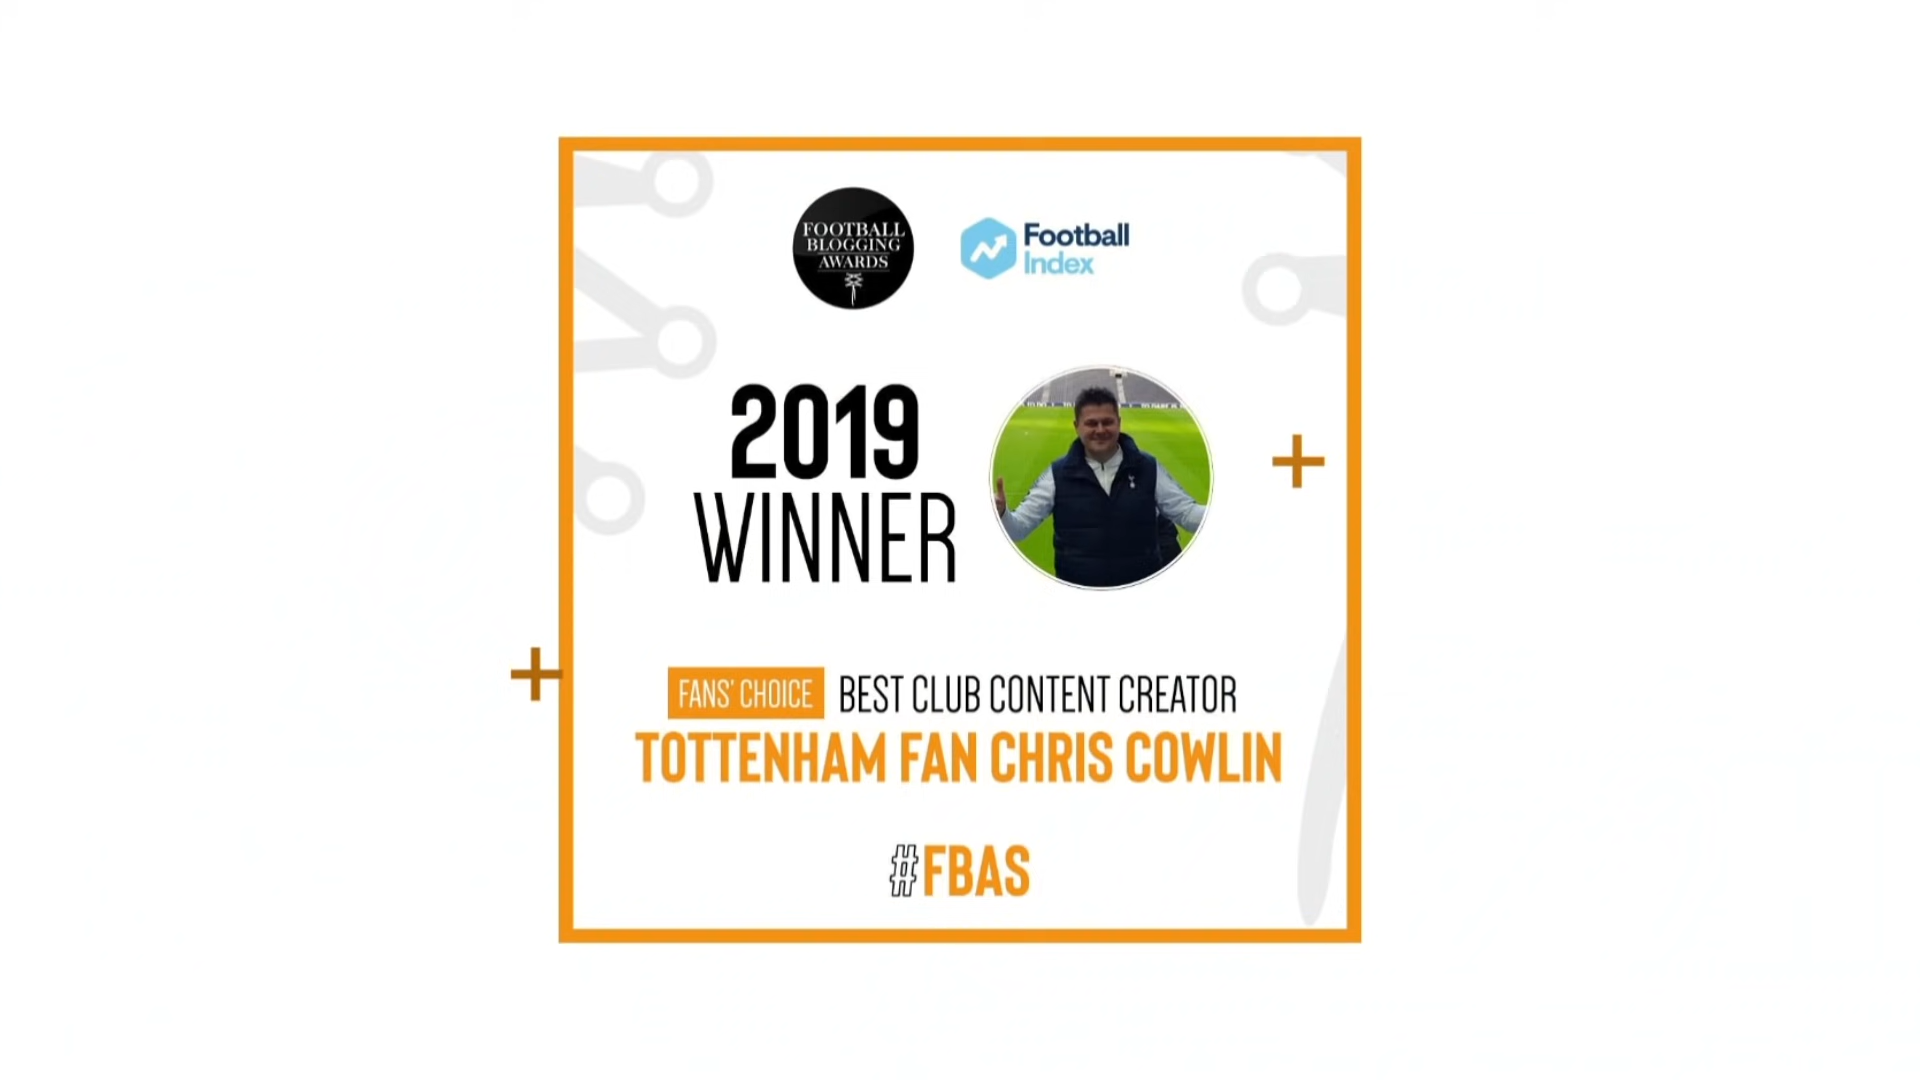 FOOTBALL
BLOGGING
AWARDS
Football
Index
2019
WINNER
FANS' CHOICE BEST CLUB CONTENT CREATOR
TOTTENHAM FAN CHRIS COWLIN
#FBAS